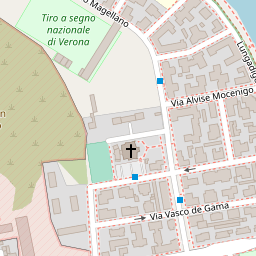 o Magellano
Tiro a segno
nazionale
di Verona
Lungadige
Via Alvise Mocenigo
n
o
Via Vasco de Gama